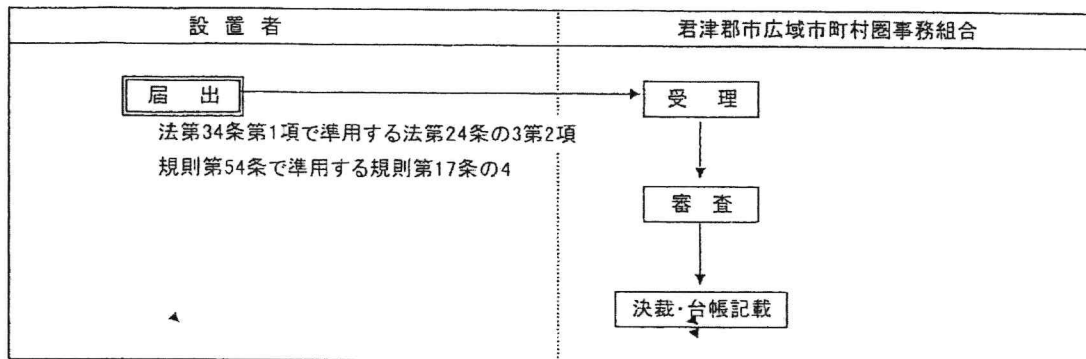 設置者
君津郡市広域市町村圏事務組合
届出
受理
法第34条第1項で準用する法第24条の3第2項
規則第54条で準用する規則第17条の4
審査
決裁・台帳記載